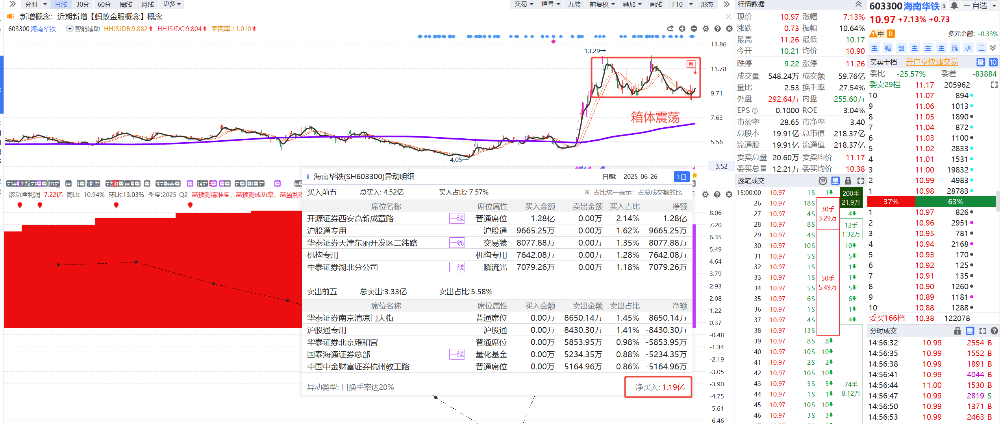 分时 日线 30分 60分 周线 月线 更多
交易 信号 九转 前复权 叠加 画线 F10 形态
新增概念：近期新增【蚂蚁金服概念】概念
603300 海南华铁 智能辅助 HHJSJDB:9.882 HHJSJDC:9.804 乖离率:11.010
13.86
13.29
自
11.78
9.71
箱体震荡
7.63
5.56
4.05
3.52
滚动净利润 7.22亿 同比:-10.94% 环比:13.03% 季度:2025-Q2 高预测精准度，高预测成功率，高盈利
8.06
7.20
6.35
5.49
4.64
3.79
2.93
2.08
1.22
0.37
-0.48
-1.34
-2.19
-3.05
-3.90
-4.75
-5.61
-6.46
海南华铁(SH603300)异动明细 日期: 2025-06-26 1日
买入前五 总买入: 4.52亿 买入占比: 7.57% ※ 占比统一表示：占总成交额的比
席位名称 席位属性 买入金额 卖出金额 买入占比 净额
开源证券西安高新成章路 一线 普通席位 1.28亿 0.00万 2.14% 1.28亿
沪股通专用 沪股通 9665.25万 0.00万 1.62% 9665.25万
华泰证券天津东丽开发区二纬路 一线 交易猿 8077.88万 0.00万 1.35% 8077.88万
机构专用 机构专用 7642.08万 0.00万 1.28% 7642.08万
中泰证券湖北分公司 一线 一瞬流光 7079.26万 0.00万 1.18% 7079.26万
卖出前五 总卖出:3.33亿 卖出占比:5.58%
席位名称 席位属性 买入金额 卖出金额 卖出占比 净额
华泰证券南京清凉门大街 普通席位 0.00万 8650.14万 1.45% -8650.14万
沪股通专用 沪股通 0.00万 8430.30万 1.41% -8430.30万
华泰证券北京雍和宫 普通席位 0.00万 5853.95万 0.98% -5853.95万
国泰海通证券总部 一线 量化基金 0.00万 5234.35万 0.88% -5234.35万
中国中金财富证券杭州教工路 普通席位 0.00万 5164.96万 0.86% -5164.96万
异动类型: 日换手率达20% 净买入: 1.19亿
行情数据
现价 10.97 涨幅 7.13%
涨跌 0.73 振幅 10.64%
最高 11.26 最低 10.17
今开 10.21 均价 10.90
跌停 9.22 涨停 11.26
成交量 548.24万 成交额 59.76亿
量比 2.53 换手率 27.54%
外盘 292.64万 内盘 255.60万
EPS ① 0.1000 ROE 3.04%
市盈率 28.65 市净率 3.40
总股本 19.91亿 总市值 218.37亿
流通股 19.91亿 流通值 218.37亿
委卖总量 20.60万 委卖均价 11.17
委买总量 12.21万 委买均价 10.38
逐笔成交 单 量
15:00:00 10.97 1 S 1
26 10.97 18 S
27 10.97 4 S 4
28 10.97 8 S
29 10.97 4 S
30 10.97 10 S 10
31 10.97 5 S 5
32 10.97 1 S 1
33 10.97 1 S 1
34 10.97 5 S 5
35 10.97 6 S 6
36 10.97 1 S 1
37 10.97 4 S 4
38 10.97 13 S
39 10.97 8 S 8
40 10.97 10 S 10
41 10.97 2 S 2
42 10.97 10 S 10
43 10.97 5 S 5
44 10.97 1 S 1
45 10.97 10 S 10
46 10.97 3 S 3
200手
21.9万
30手
3.29万
12手
1.32万
50手
5.49万
74手
8.12万
603300 海南华铁 自选
10.97 +7.13% +0.73
中 R 多元金融: -0.33%
主 强 创 主 主 主 流 水 三
买卖十档 开户享快捷交易 量 10
委比 -25.57% 委差 -83884
委卖29档 11.17 205962
10 11.07 894
9 11.06 1013
8 11.05 1890
7 11.04 872
6 11.03 1100
5 11.02 2833
4 11.01 1531
3 11.00 19832
2 10.99 4983
1 10.98 28783
37% 63%
1 10.97 826
2 10.96 2951
3 10.95 781
4 10.94 2168
5 10.93 170
6 10.92 125
7 10.91 135
8 10.90 1260
9 10.89 1181
10 10.88 1288
委买166档 10.38 122078
分时成交 量
14:56:32 10.99 2554 B
14:56:35 10.99 1552 B
14:56:38 10.99 1891 B
14:56:41 10.99 4044 B
14:56:44 11.00 1530 B
14:56:47 10.99 2819 S
14:56:50 10.99 1371 B
14:56:53 10.99 2463 B